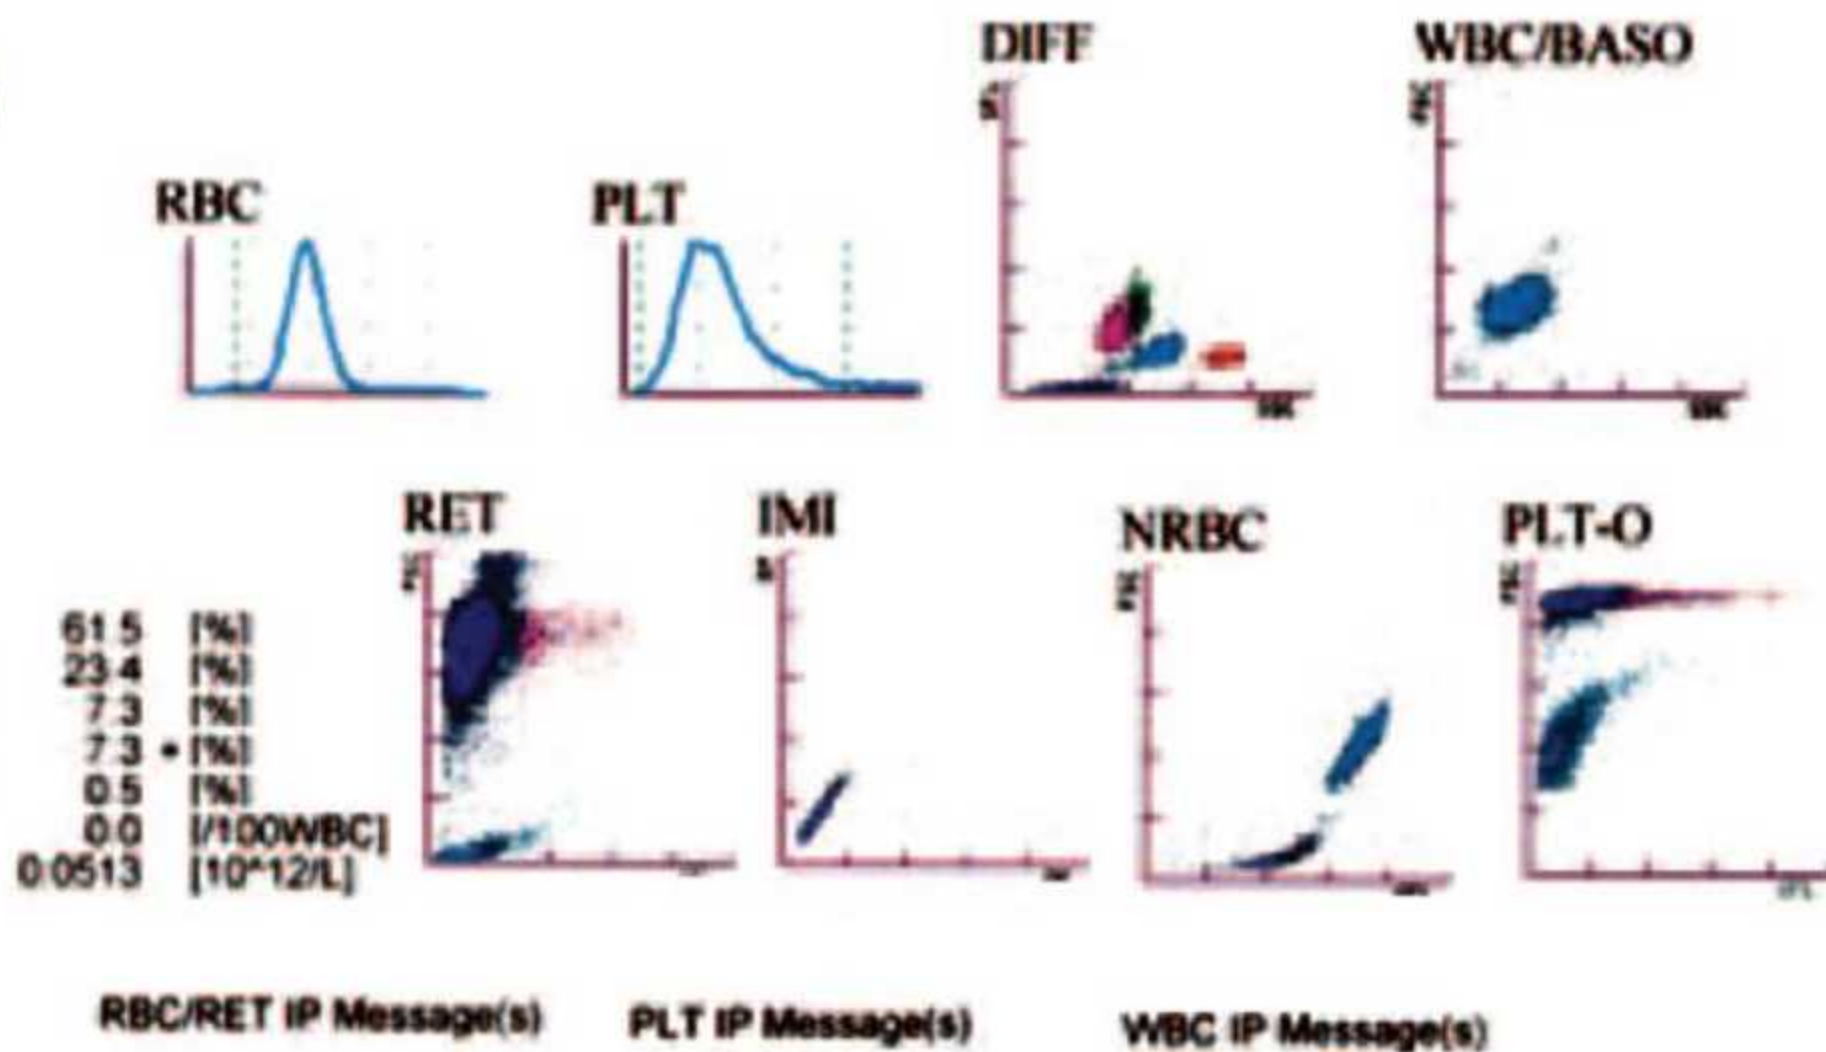 DIFF WBC/BASO
RBC PLT
RET IMI NRBC PLT-O
61.5 [%]
23.4 [%]
7.3 [%]
7.3 * [%]
0.5 [%]
0.0 [/100WBC]
0.0513 [10^12/L]
RBC/RET IP Message(s) PLT IP Message(s) WBC IP Message(s)